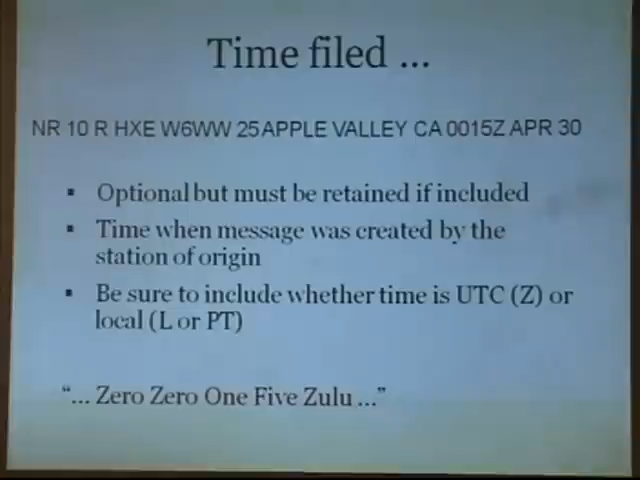 Time filed ...
NR 10 R HXE W6WW 25 APPLE VALLEY CA 0015Z APR 30
▪ Optional but must be retained if included
▪ Time when message was created by the
station of origin
▪ Be sure to include whether time is UTC (Z) or
local (L or PT)
“... Zero Zero One Five Zulu ...”